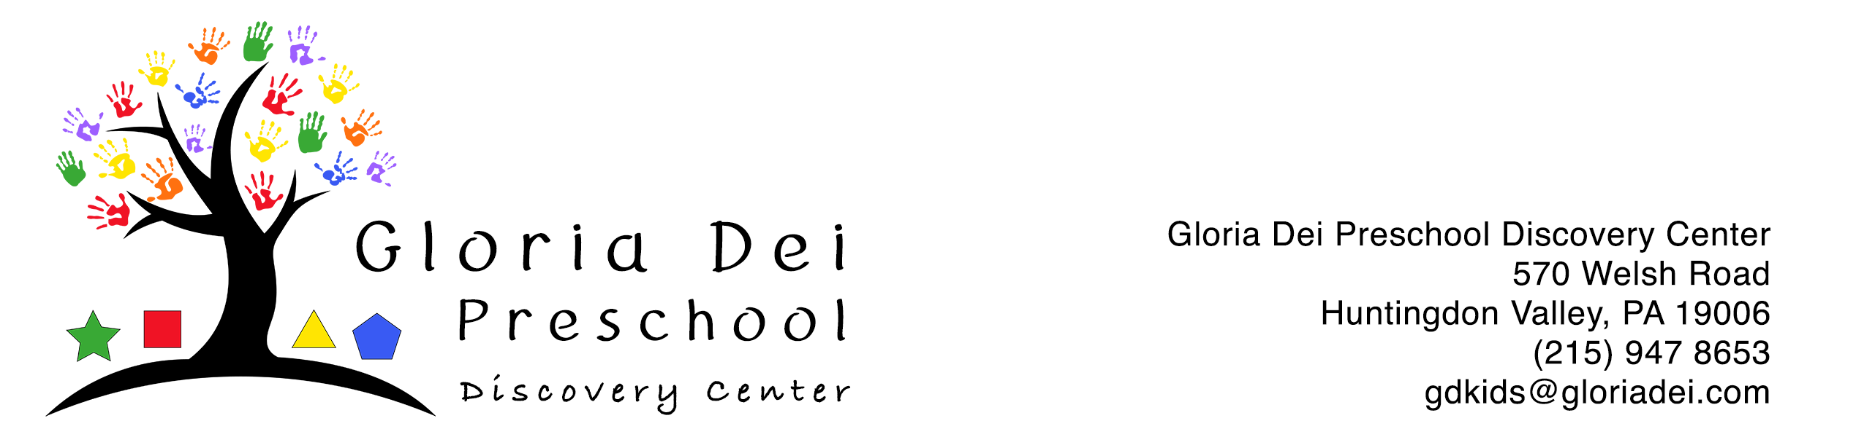 Gloria Dei
Preschool
Discovery Center
Gloria Dei Preschool Discovery Center
570 Welsh Road
Huntingdon Valley, PA 19006
(215) 947 8653
gdkids@gloriadei.com